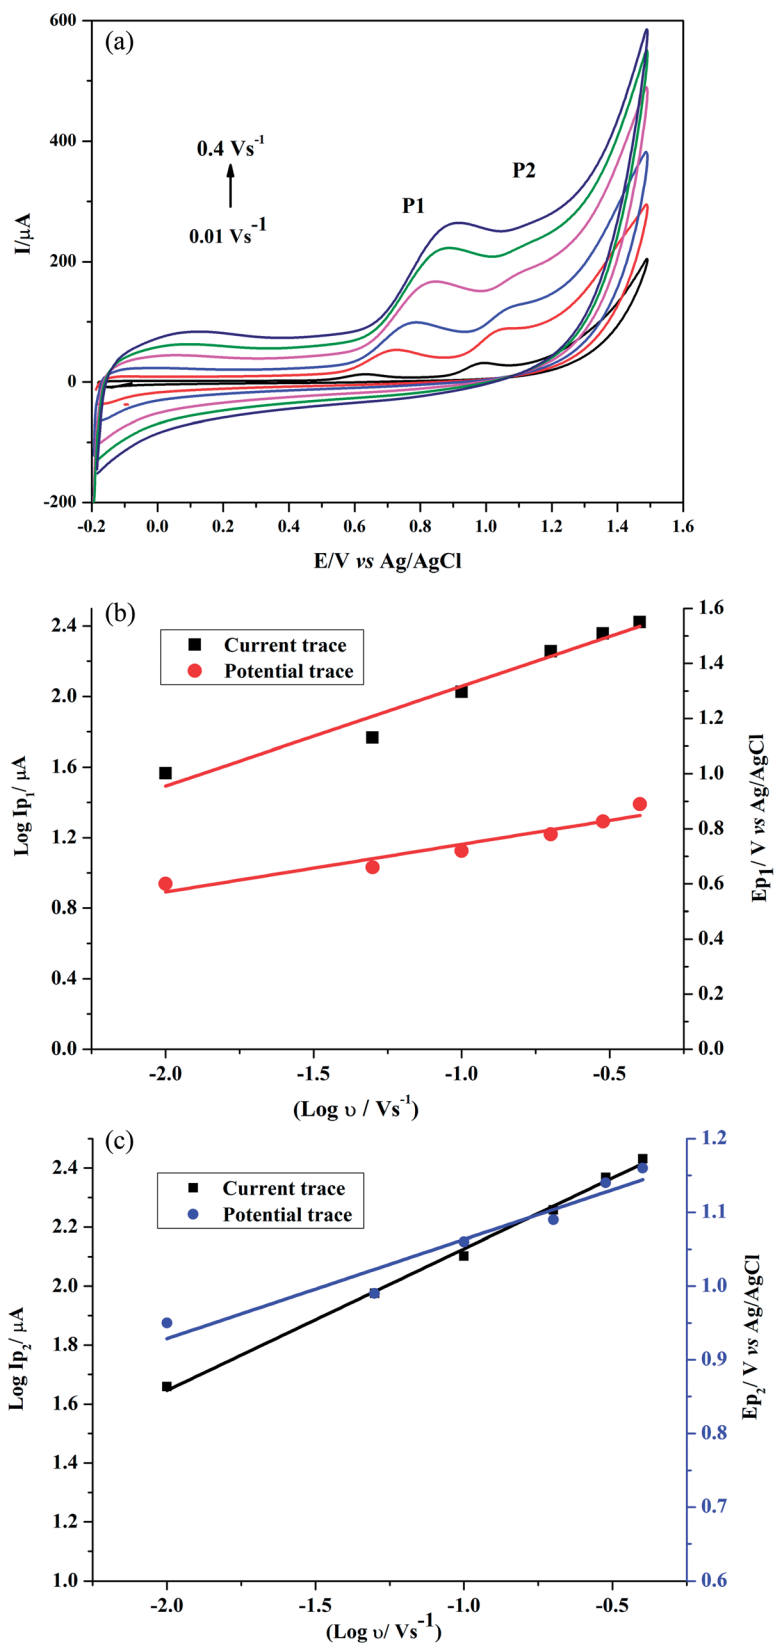 (a)
600
400
200
0
-200
I/μA
0.4 Vs-1
0.01 Vs-1
P1
P2
-0.2 0.0 0.2 0.4 0.6 0.8 1.0 1.2 1.4 1.6
E/V vs Ag/AgCl
(b)
2.4
2.0
1.6
1.2
0.8
0.4
0.0
Log Ip1/ μA
Current trace
Potential trace
1.6
1.4
1.2
1.0
0.8
0.6
0.4
0.2
0.0
Ep1/ V vs Ag/AgCl
-2.0 -1.5 -1.0 -0.5
(Log υ / Vs-1)
(c)
2.4
2.2
2.0
1.8
1.6
1.4
1.2
1.0
Log Ip2/ μA
Current trace
Potential trace
1.2
1.1
1.0
0.9
0.8
0.7
0.6
Ep2/ V vs Ag/AgCl
-2.0 -1.5 -1.0 -0.5
(Log υ/ Vs-1)